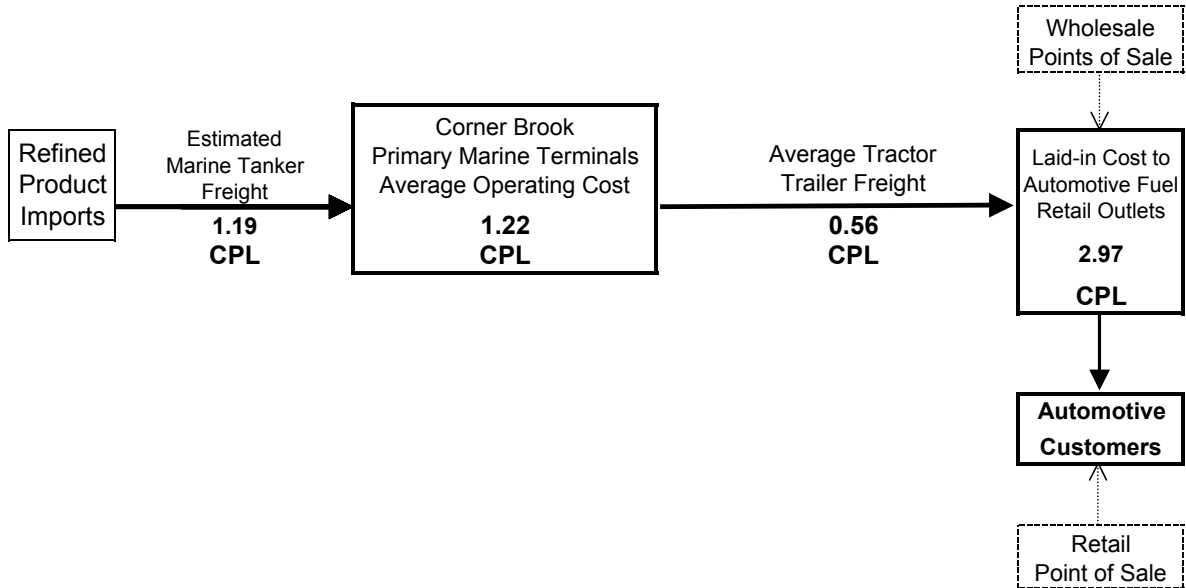 Wholesale
Points of Sale
Refined
Product
Imports
Estimated
Marine Tanker
Freight
1.19
CPL
Corner Brook
Primary Marine Terminals
Average Operating Cost
1.22
CPL
Average Tractor
Trailer Freight
0.56
CPL
Laid-in Cost to
Automotive Fuel
Retail Outlets
2.97
CPL
Automotive
Customers
Retail
Point of Sale